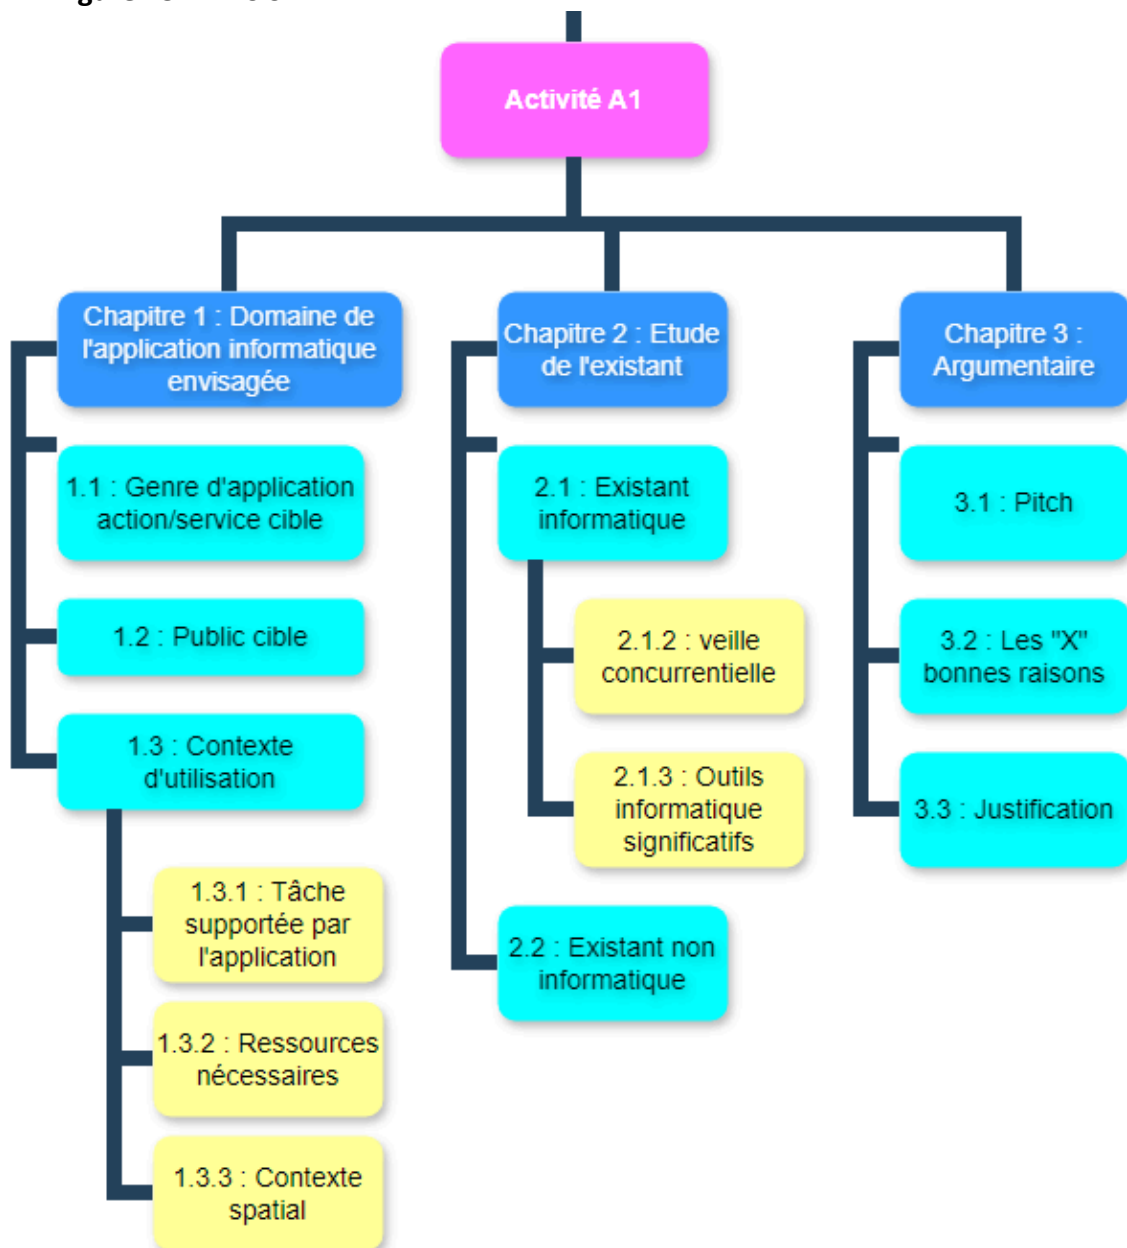 Activité A1
Chapitre 1 : Domaine de
l'application informatique
envisagée
1.1 : Genre d'application
action/service cible
1.2 : Public cible
1.3 : Contexte
d'utilisation
1.3.1 : Tâche
supportée par
l'application
1.3.2 : Ressources
nécessaires
1.3.3 : Contexte
spatial
Chapitre 2 : Etude
de l'existant
2.1 : Existant
informatique
2.1.2 : veille
concurrentielle
2.1.3 : Outils
informatique
significatifs
2.2 : Existant non
informatique
Chapitre 3 :
Argumentaire
3.1 : Pitch
3.2 : Les "X"
bonnes raisons
3.3 : Justification